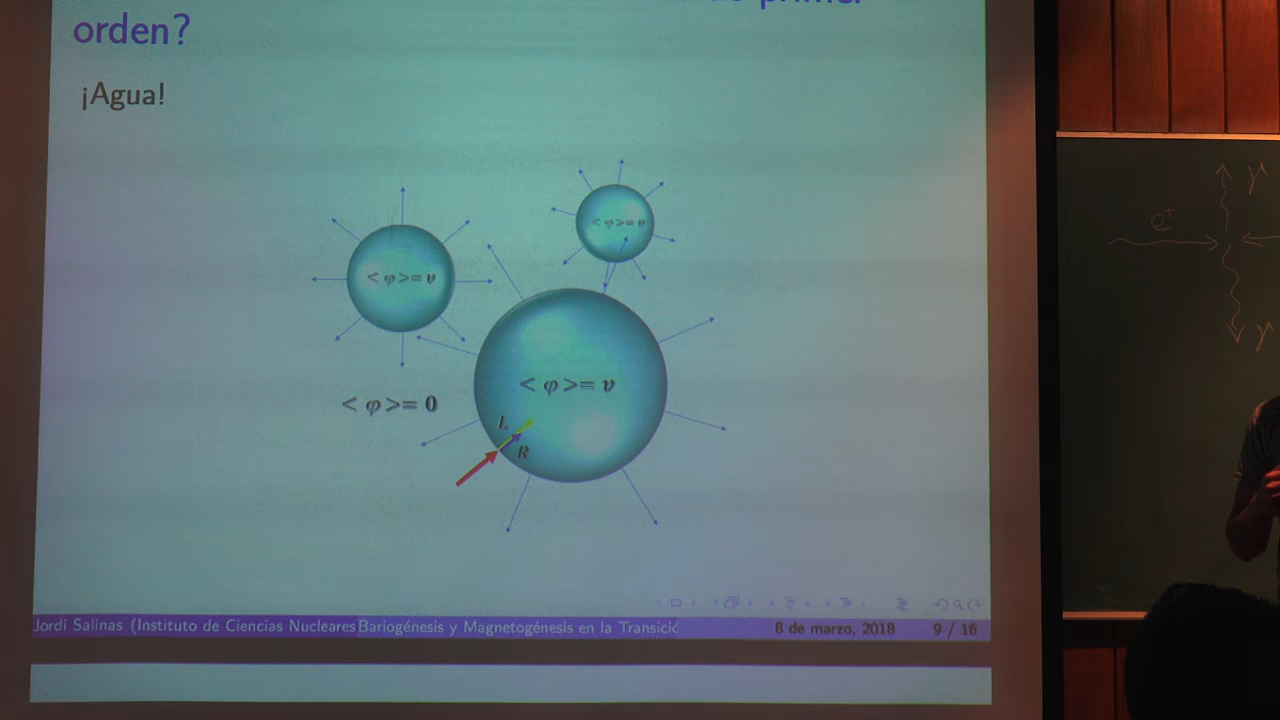 orden?
¡Agua!
< φ >= v
< φ >= v
< φ >= v
< φ >= 0
L
R
Jordi Salinas (Instituto de Ciencias Nucleares Bariogénesis y Magnetogénesis en la Transició 8 de marzo, 2018 9 / 16
e⁺
γ
γ